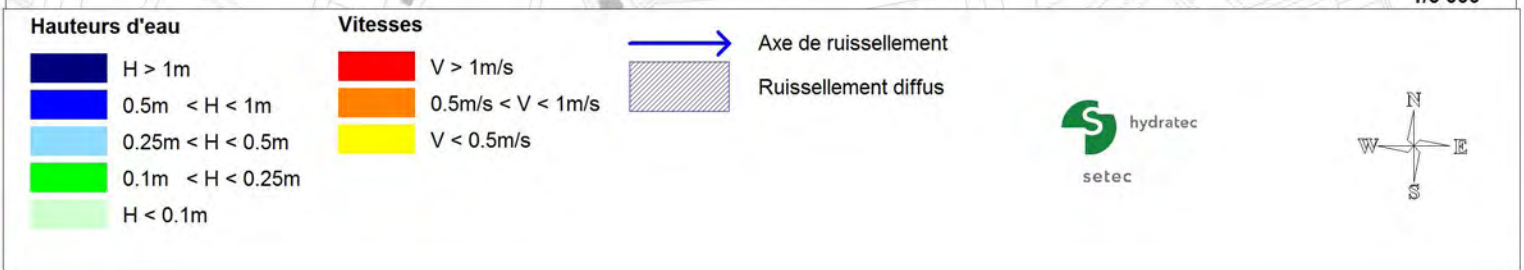 Hauteurs d'eau
H > 1m
0.5m < H < 1m
0.25m < H < 0.5m
0.1m < H < 0.25m
H < 0.1m
Vitesses
V > 1m/s
0.5m/s < V < 1m/s
V < 0.5m/s
Axe de ruissellement
Ruissellement diffus
S hydratec
setec
N
W E
S